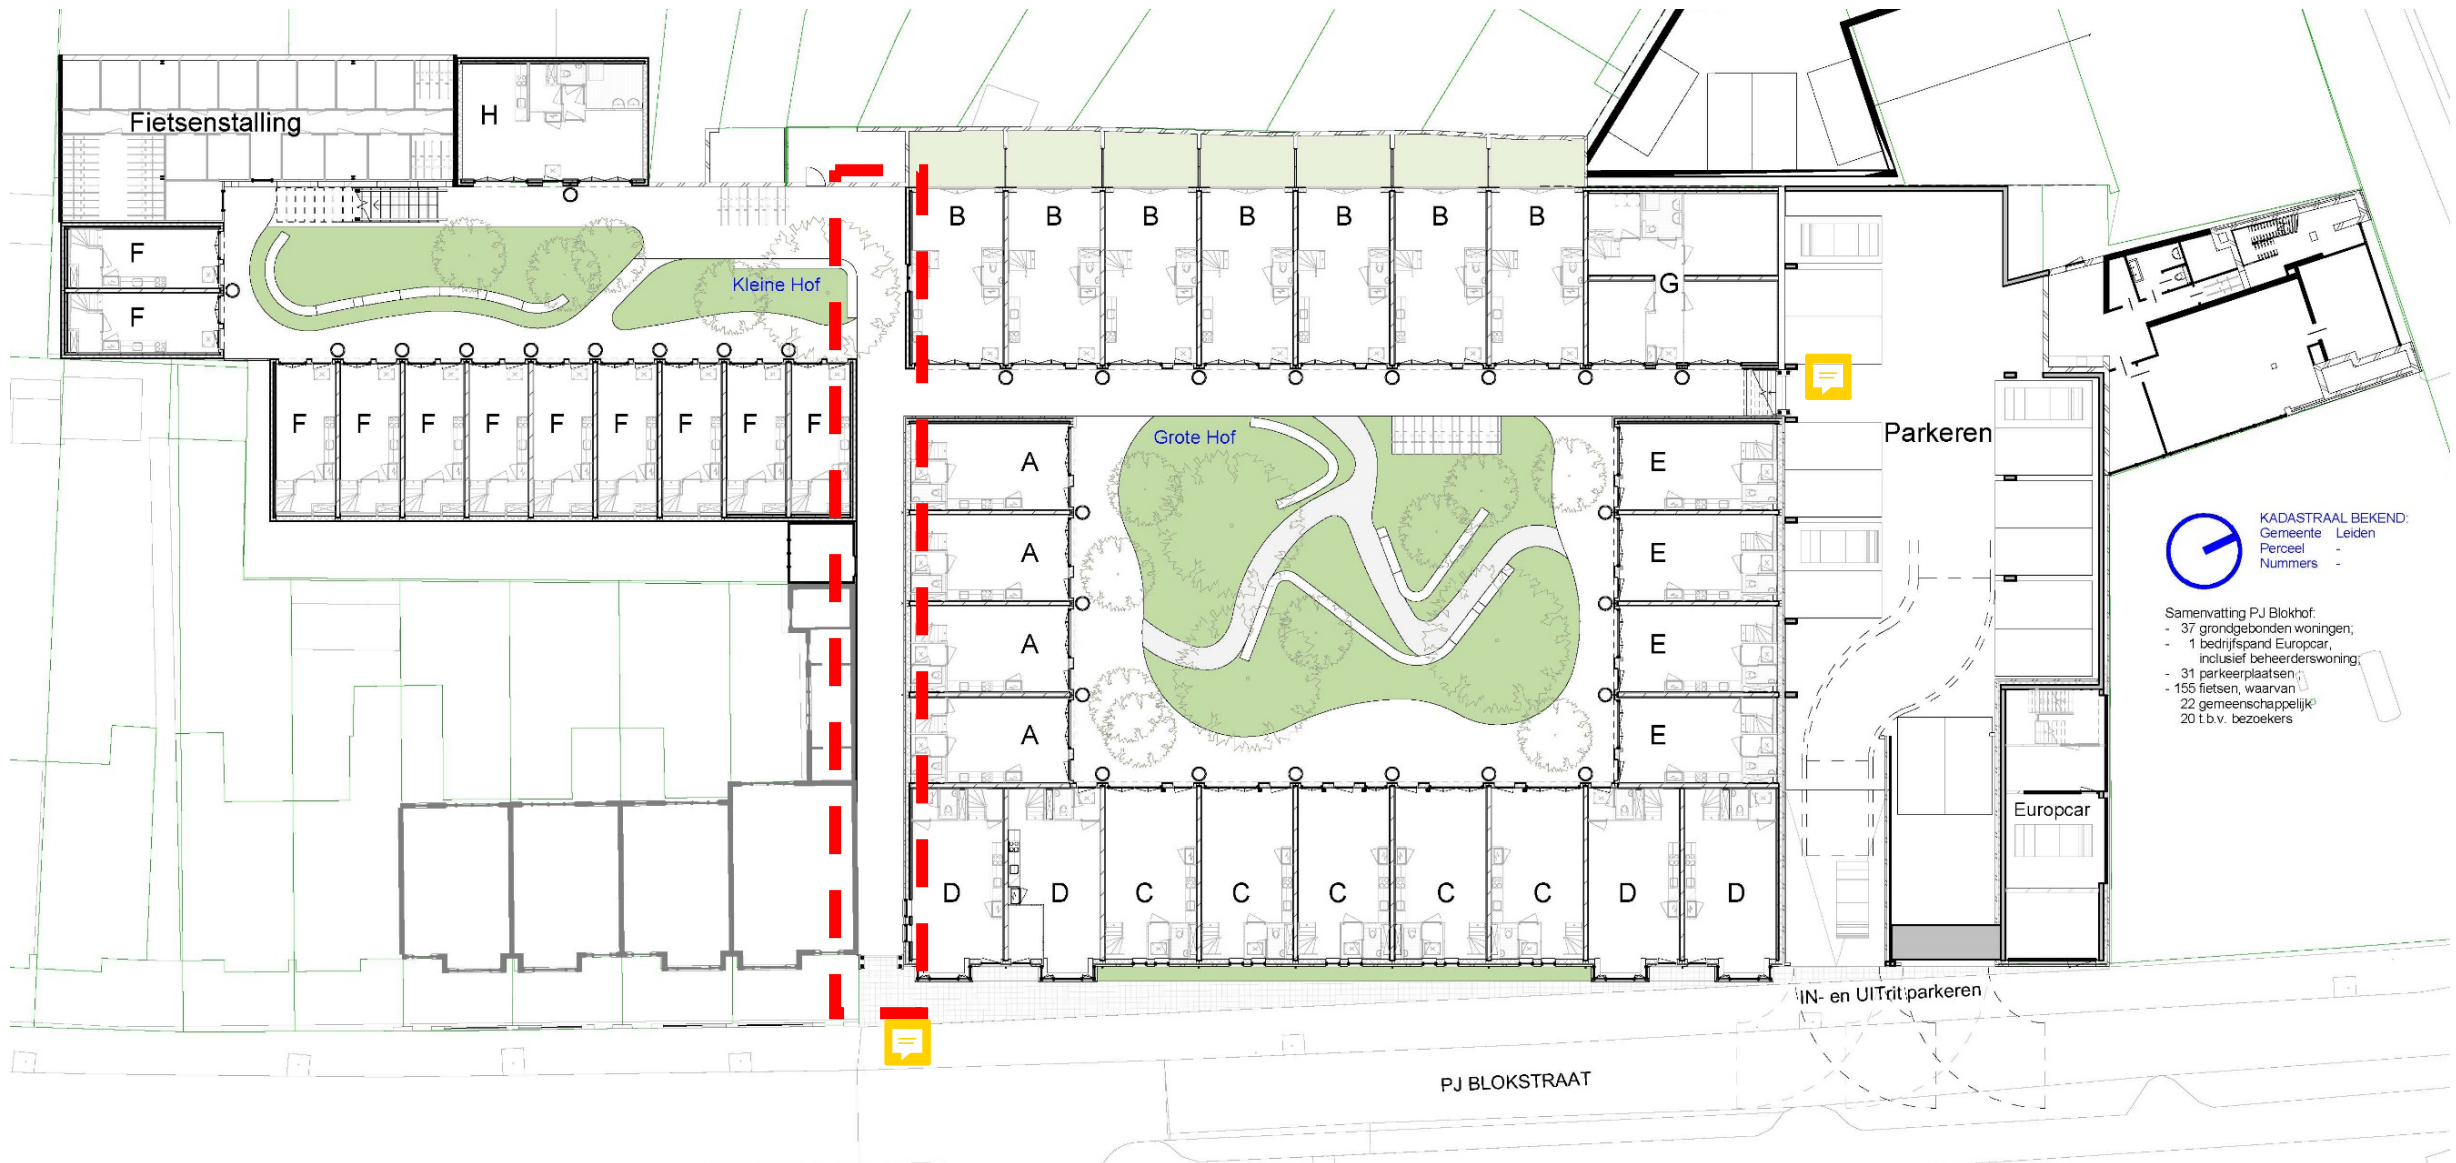 H
Fietsenstalling
B B B B B B B
F
G
Kleine Hof
F
F F F F F F F F F
Grote Hof
Parkeren
A E
A E
A E
A E
D D C C C C C D D
Europcar
KADASTRAAL BEKEND:
Gemeente Leiden
Perceel -
Nummers -
Samenvatting PJ Blokhof:
- 37 grondgebonden woningen;
- 1 bedrijfspand Europcar,
inclusief beheerderswoning;
- 31 parkeerplaatsen;
- 155 fietsen, waarvan
22 gemeenschappelijk
20 t.b.v. bezoekers
IN- en UITrit parkeren
PJ BLOKSTRAAT